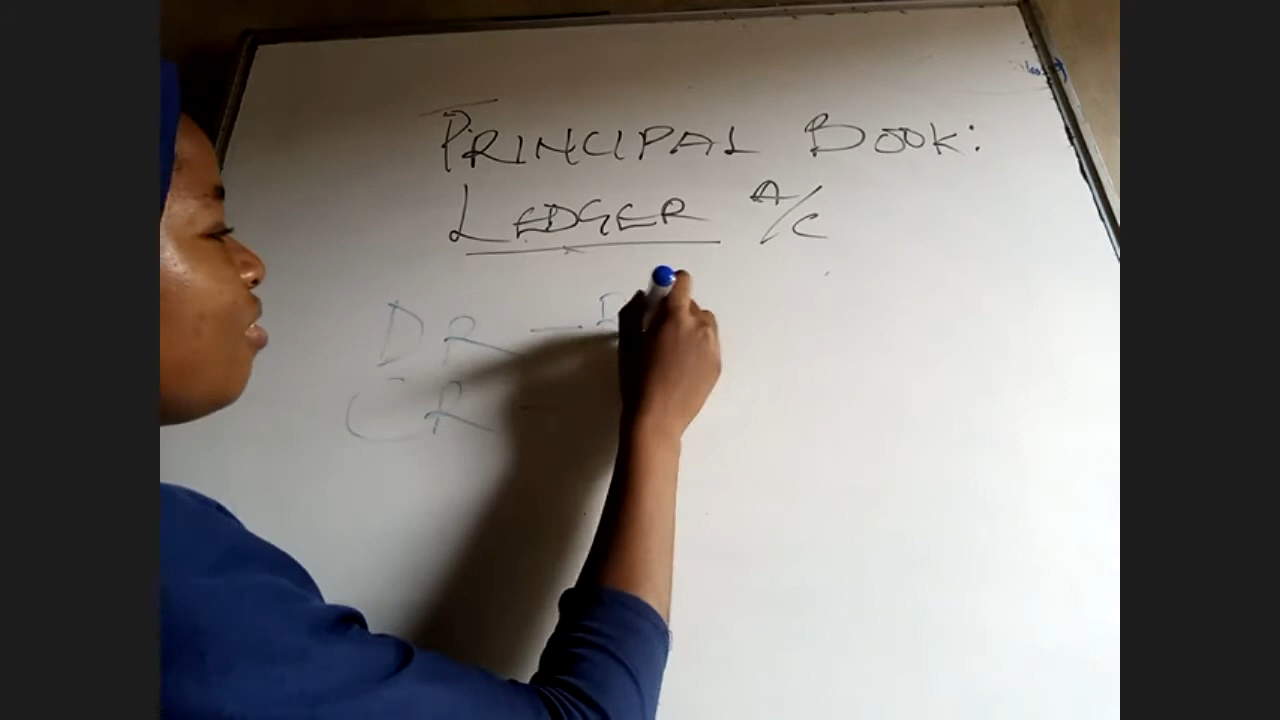 PRINCIPAL BOOK:
LEDGER A/C
DR —
CR —